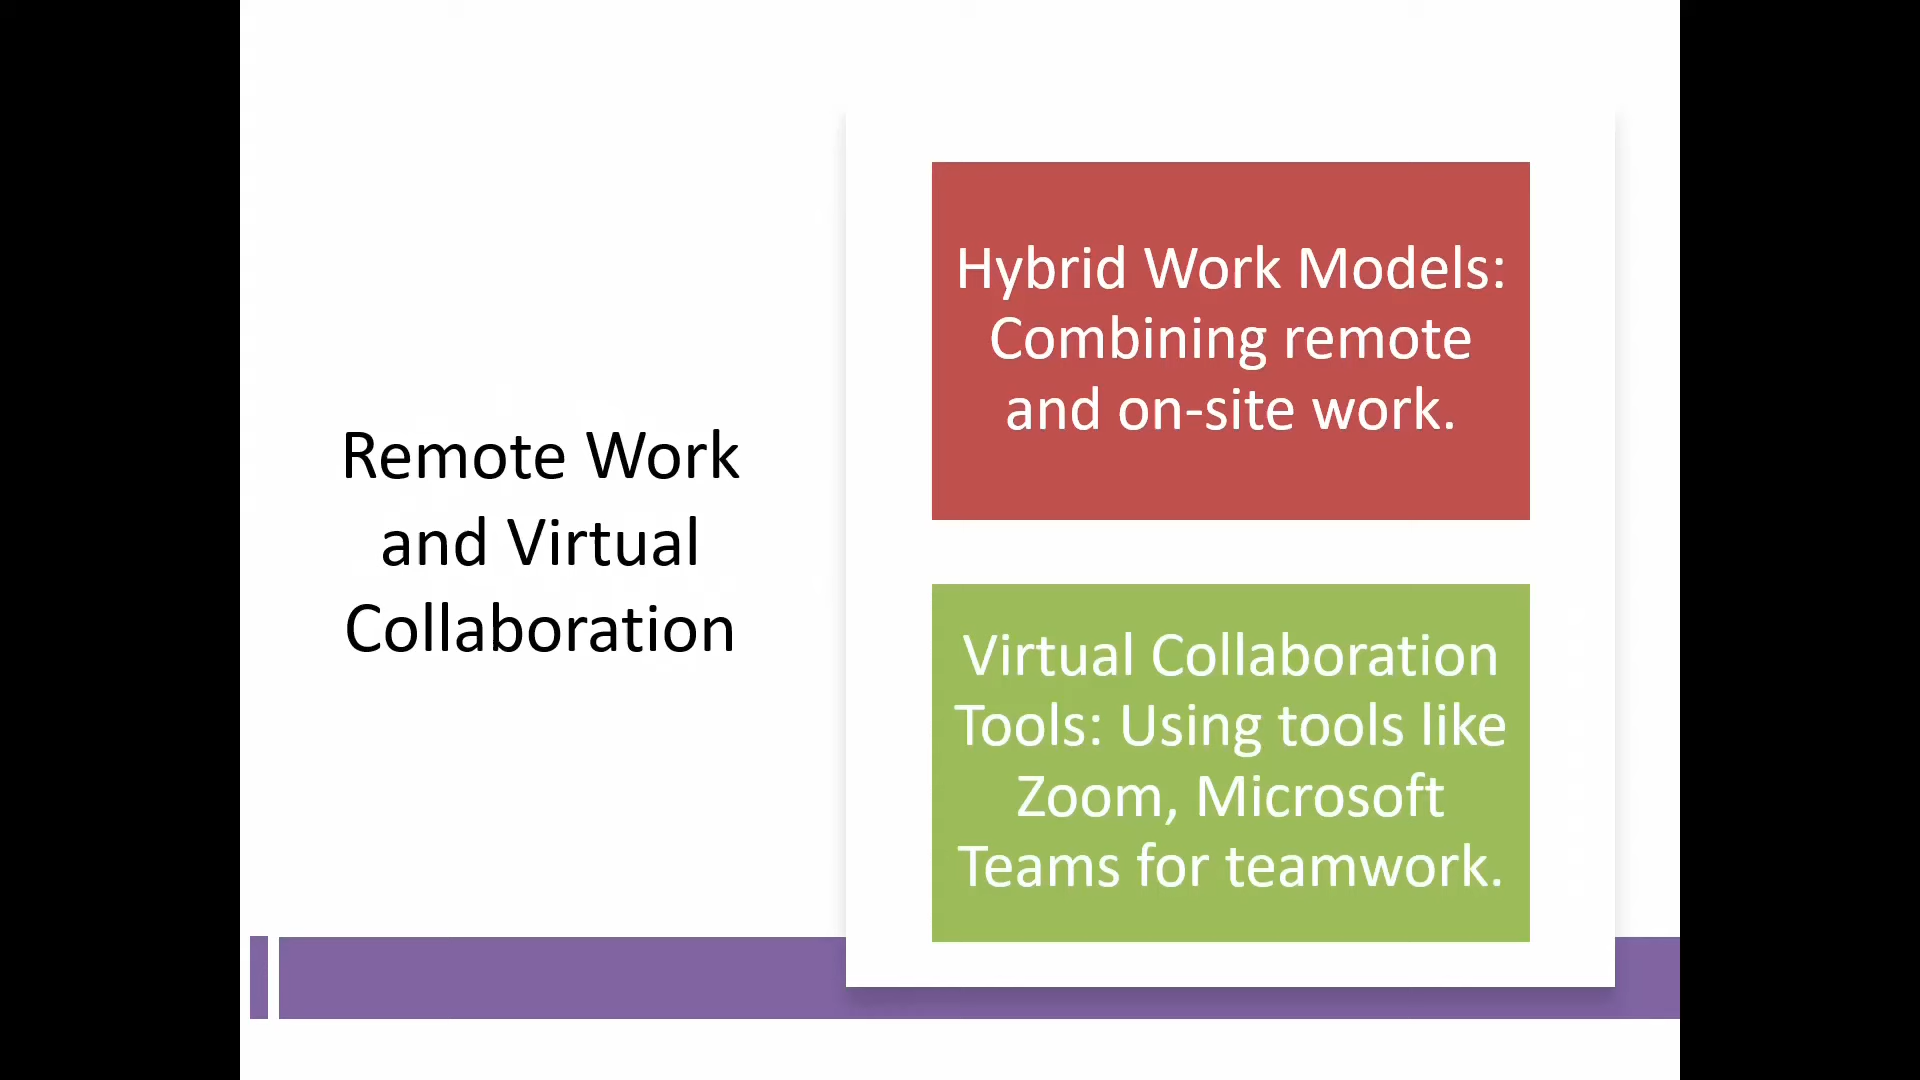 Remote Work
and Virtual
Collaboration
Hybrid Work Models:
Combining remote
and on-site work.
Virtual Collaboration
Tools: Using tools like
Zoom, Microsoft
Teams for teamwork.